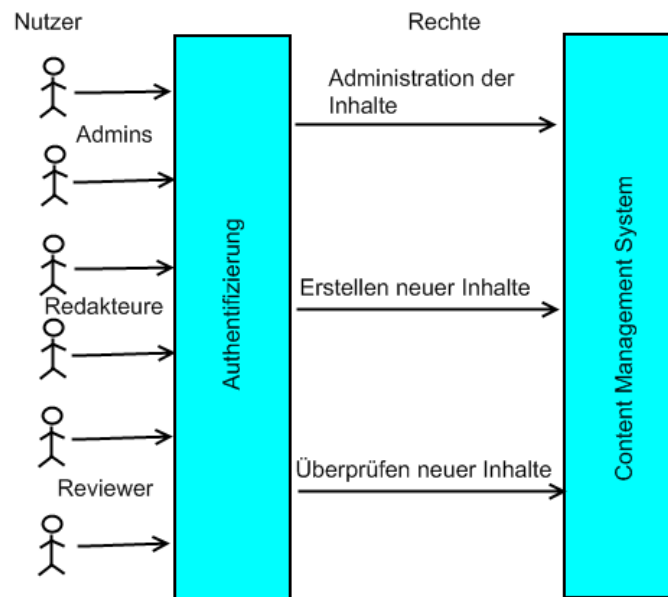 Nutzer
Rechte
Administration der
Inhalte
Admins
Authentifizierung
Content Management System
Erstellen neuer Inhalte
Redakteure
Überprüfen neuer Inhalte
Reviewer